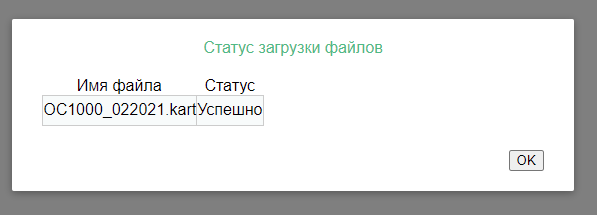 Статус загрузки файлов
Имя файла Статус
OC1000_022021.kart Успешно
OK